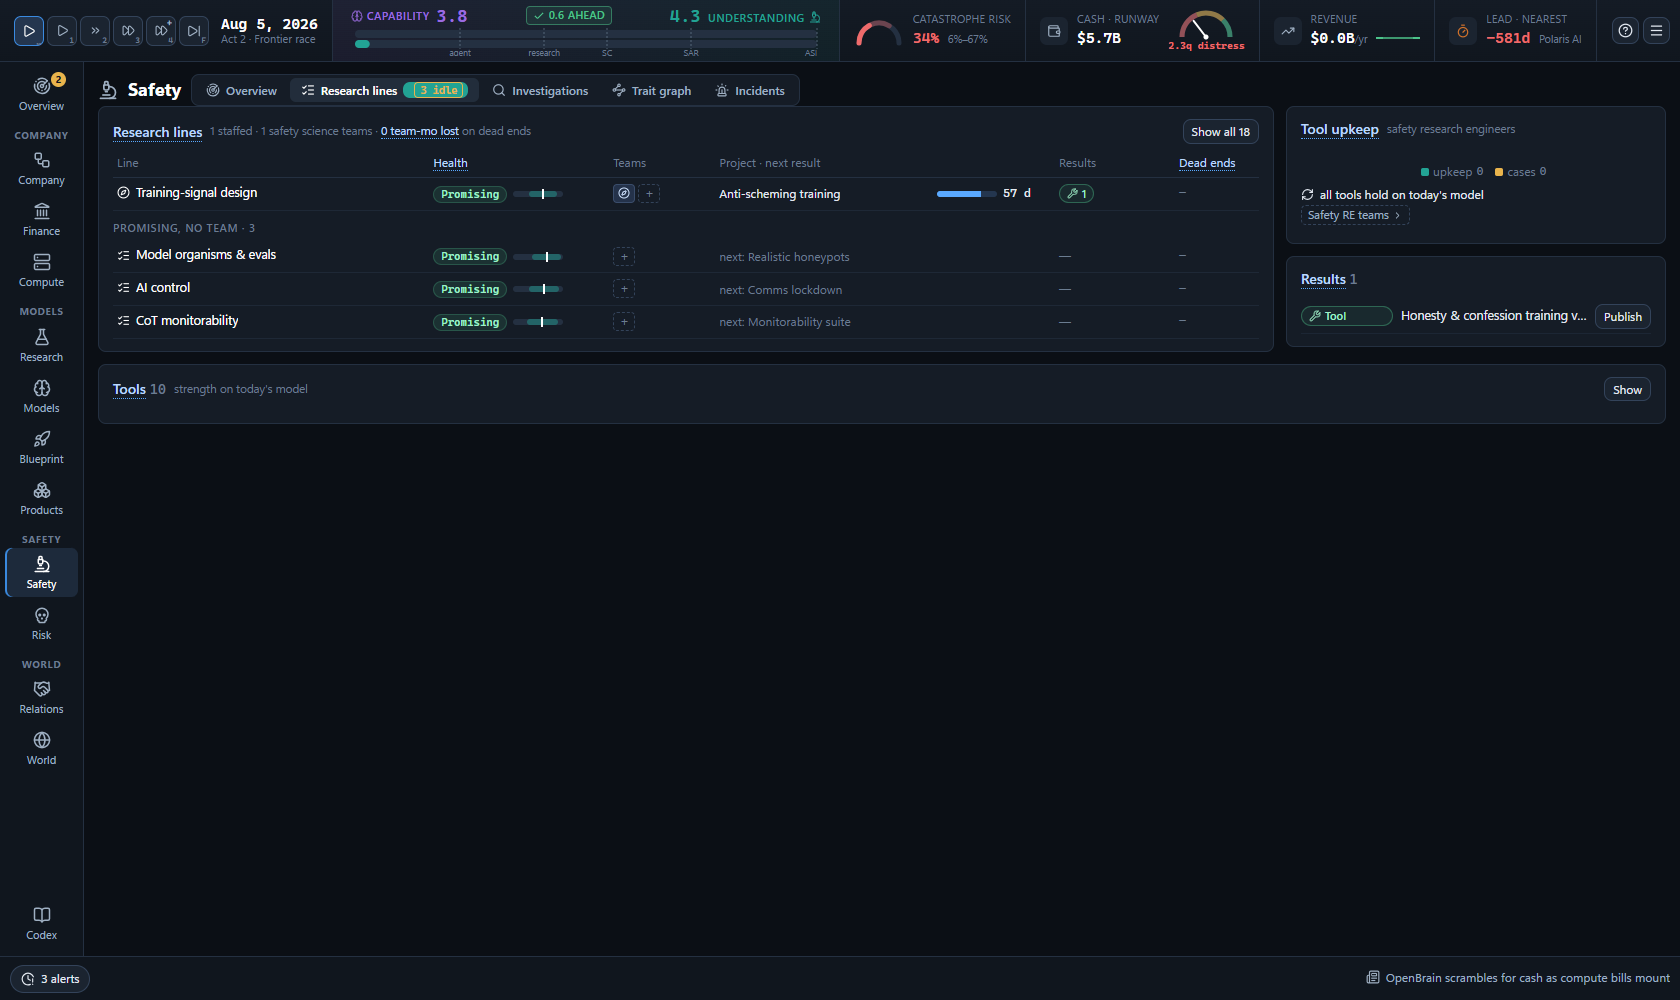 1
2
3
4
F
Aug 5, 2026
Act 2 · Frontier race
CAPABILITY 3.8
0.6 AHEAD
4.3 UNDERSTANDING
agent
research
SC
SAR
ASI
CATASTROPHE RISK
34% 6%–67%
CASH · RUNWAY
$5.7B
2.3q distress
REVENUE
$0.0B/yr
LEAD · NEAREST
−581d Polaris AI
2
Overview
COMPANY
Company
Finance
Compute
MODELS
Research
Models
Blueprint
Products
SAFETY
Safety
Risk
WORLD
Relations
World
Codex
Safety
Overview
Research lines 3 idle
Investigations
Trait graph
Incidents
Research lines 1 staffed · 1 safety science teams · 0 team-mo lost on dead ends
Show all 18
Line Health Teams Project · next result Results Dead ends
Training-signal design Promising + Anti-scheming training 57 d 1 –
PROMISING, NO TEAM · 3
Model organisms & evals Promising + next: Realistic honeypots — –
AI control Promising + next: Comms lockdown — –
CoT monitorability Promising + next: Monitorability suite — –
Tool upkeep safety research engineers
upkeep 0 cases 0
all tools hold on today's model
Safety RE teams ›
Results 1
Tool Honesty & confession training v... Publish
Tools 10 strength on today's model
Show
3 alerts
OpenBrain scrambles for cash as compute bills mount